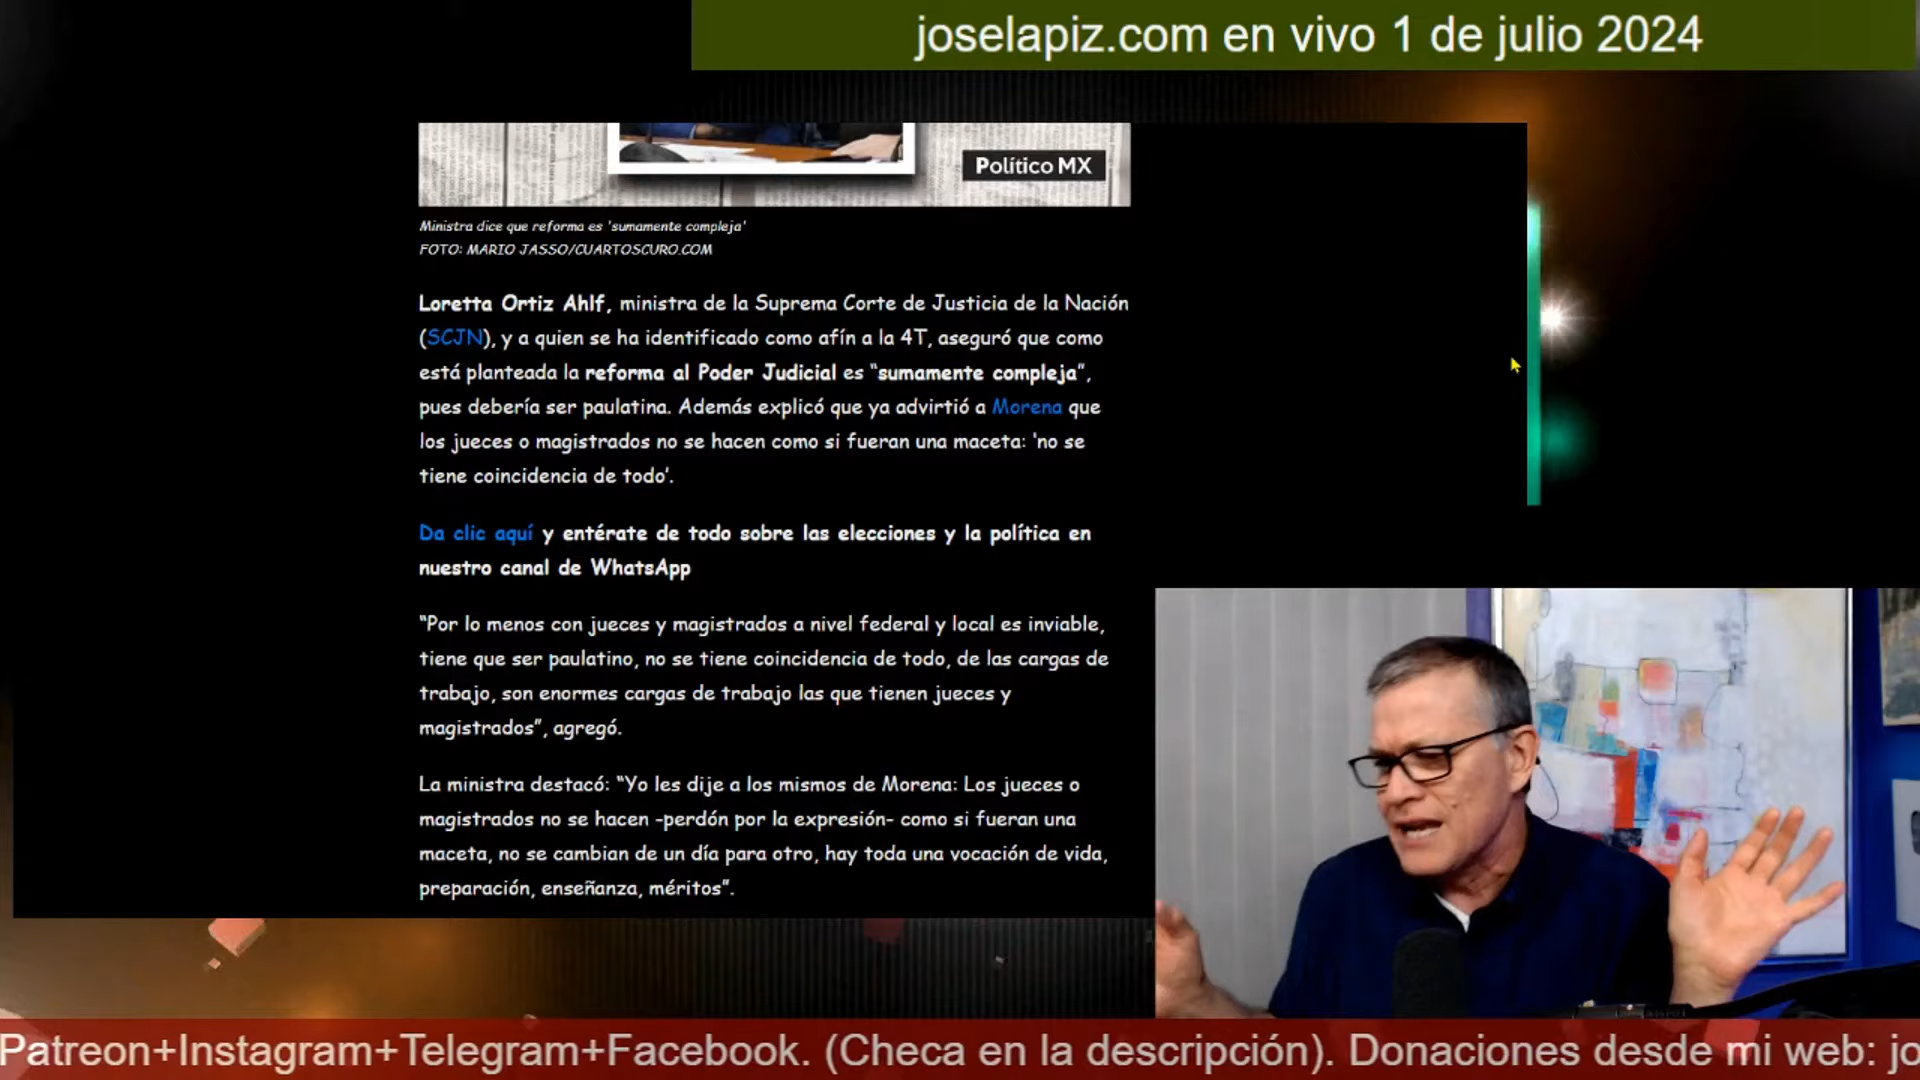 joselapiz.com en vivo 1 de julio 2024
Político MX
Ministra dice que reforma es 'sumamente compleja'
FOTO: MARIO JASSO/CUARTOSCURO.COM
Loretta Ortiz Ahlf, ministra de la Suprema Corte de Justicia de la Nación
(SCJN), y a quien se ha identificado como afín a la 4T, aseguró que como
está planteada la reforma al Poder Judicial es “sumamente compleja”,
pues debería ser paulatina. Además explicó que ya advirtió a Morena que
los jueces o magistrados no se hacen como si fueran una maceta: ‘no se
tiene coincidencia de todo’.
Da clic aquí y entérate de todo sobre las elecciones y la política en
nuestro canal de WhatsApp
“Por lo menos con jueces y magistrados a nivel federal y local es inviable,
tiene que ser paulatino, no se tiene coincidencia de todo, de las cargas de
trabajo, son enormes cargas de trabajo las que tienen jueces y
magistrados”, agregó.
La ministra destacó: “Yo les dije a los mismos de Morena: Los jueces o
magistrados no se hacen -perdón por la expresión- como si fueran una
maceta, no se cambian de un día para otro, hay toda una vocación de vida,
preparación, enseñanza, méritos”.
Patreon+Instagram+Telegram+Facebook. (Checa en la descripción). Donaciones desde mi web: jo